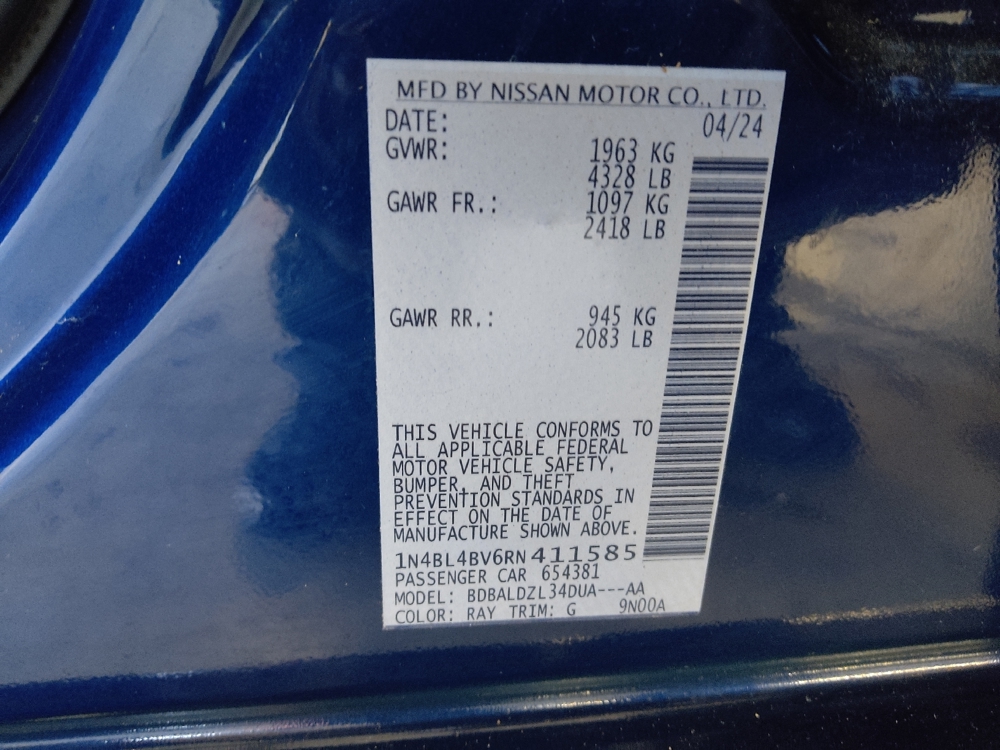 MFD BY NISSAN MOTOR CO., LTD.
DATE: 04/24
GVWR: 1963 KG
4328 LB
GAWR FR.: 1097 KG
2418 LB
GAWR RR.: 945 KG
2083 LB
THIS VEHICLE CONFORMS TO
ALL APPLICABLE FEDERAL
MOTOR VEHICLE SAFETY,
BUMPER, AND THEFT
PREVENTION STANDARDS IN
EFFECT ON THE DATE OF
MANUFACTURE SHOWN ABOVE.
1N4BL4BV6RN411585
PASSENGER CAR 654381
MODEL: BDBALDZL34DUA---AA
COLOR: RAY TRIM: G 9N00A